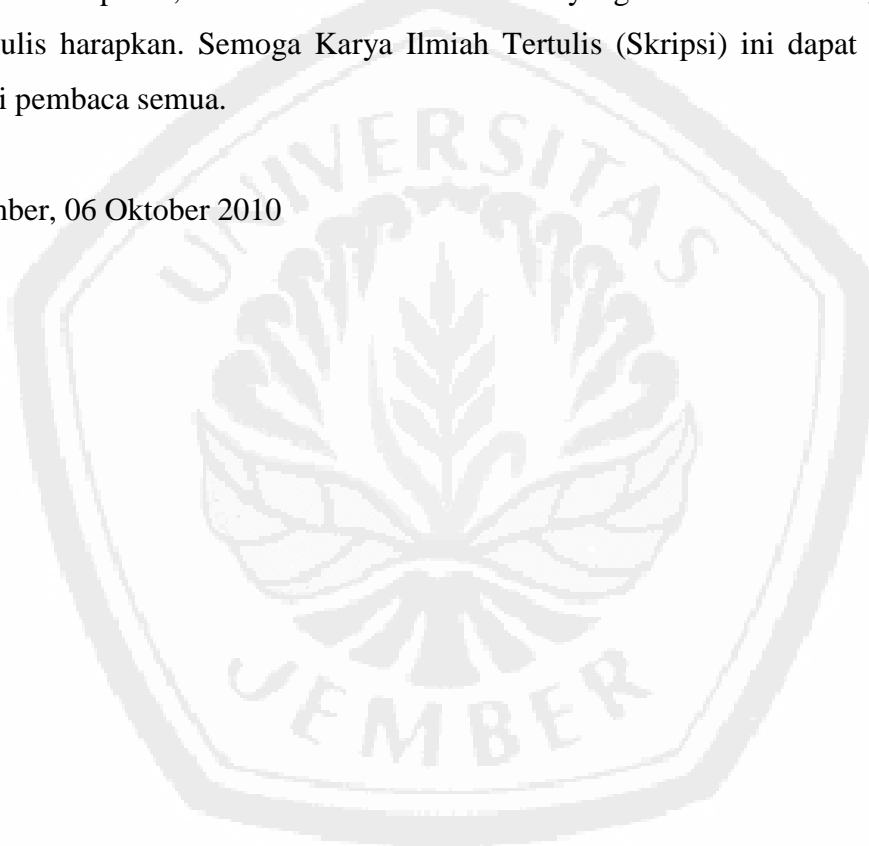 ulis harapkan. Semoga Karya Ilmiah Tertulis (Skripsi) ini dapat
i pembaca semua.
nber, 06 Oktober 2010
UNIVERSITAS
JEMBER